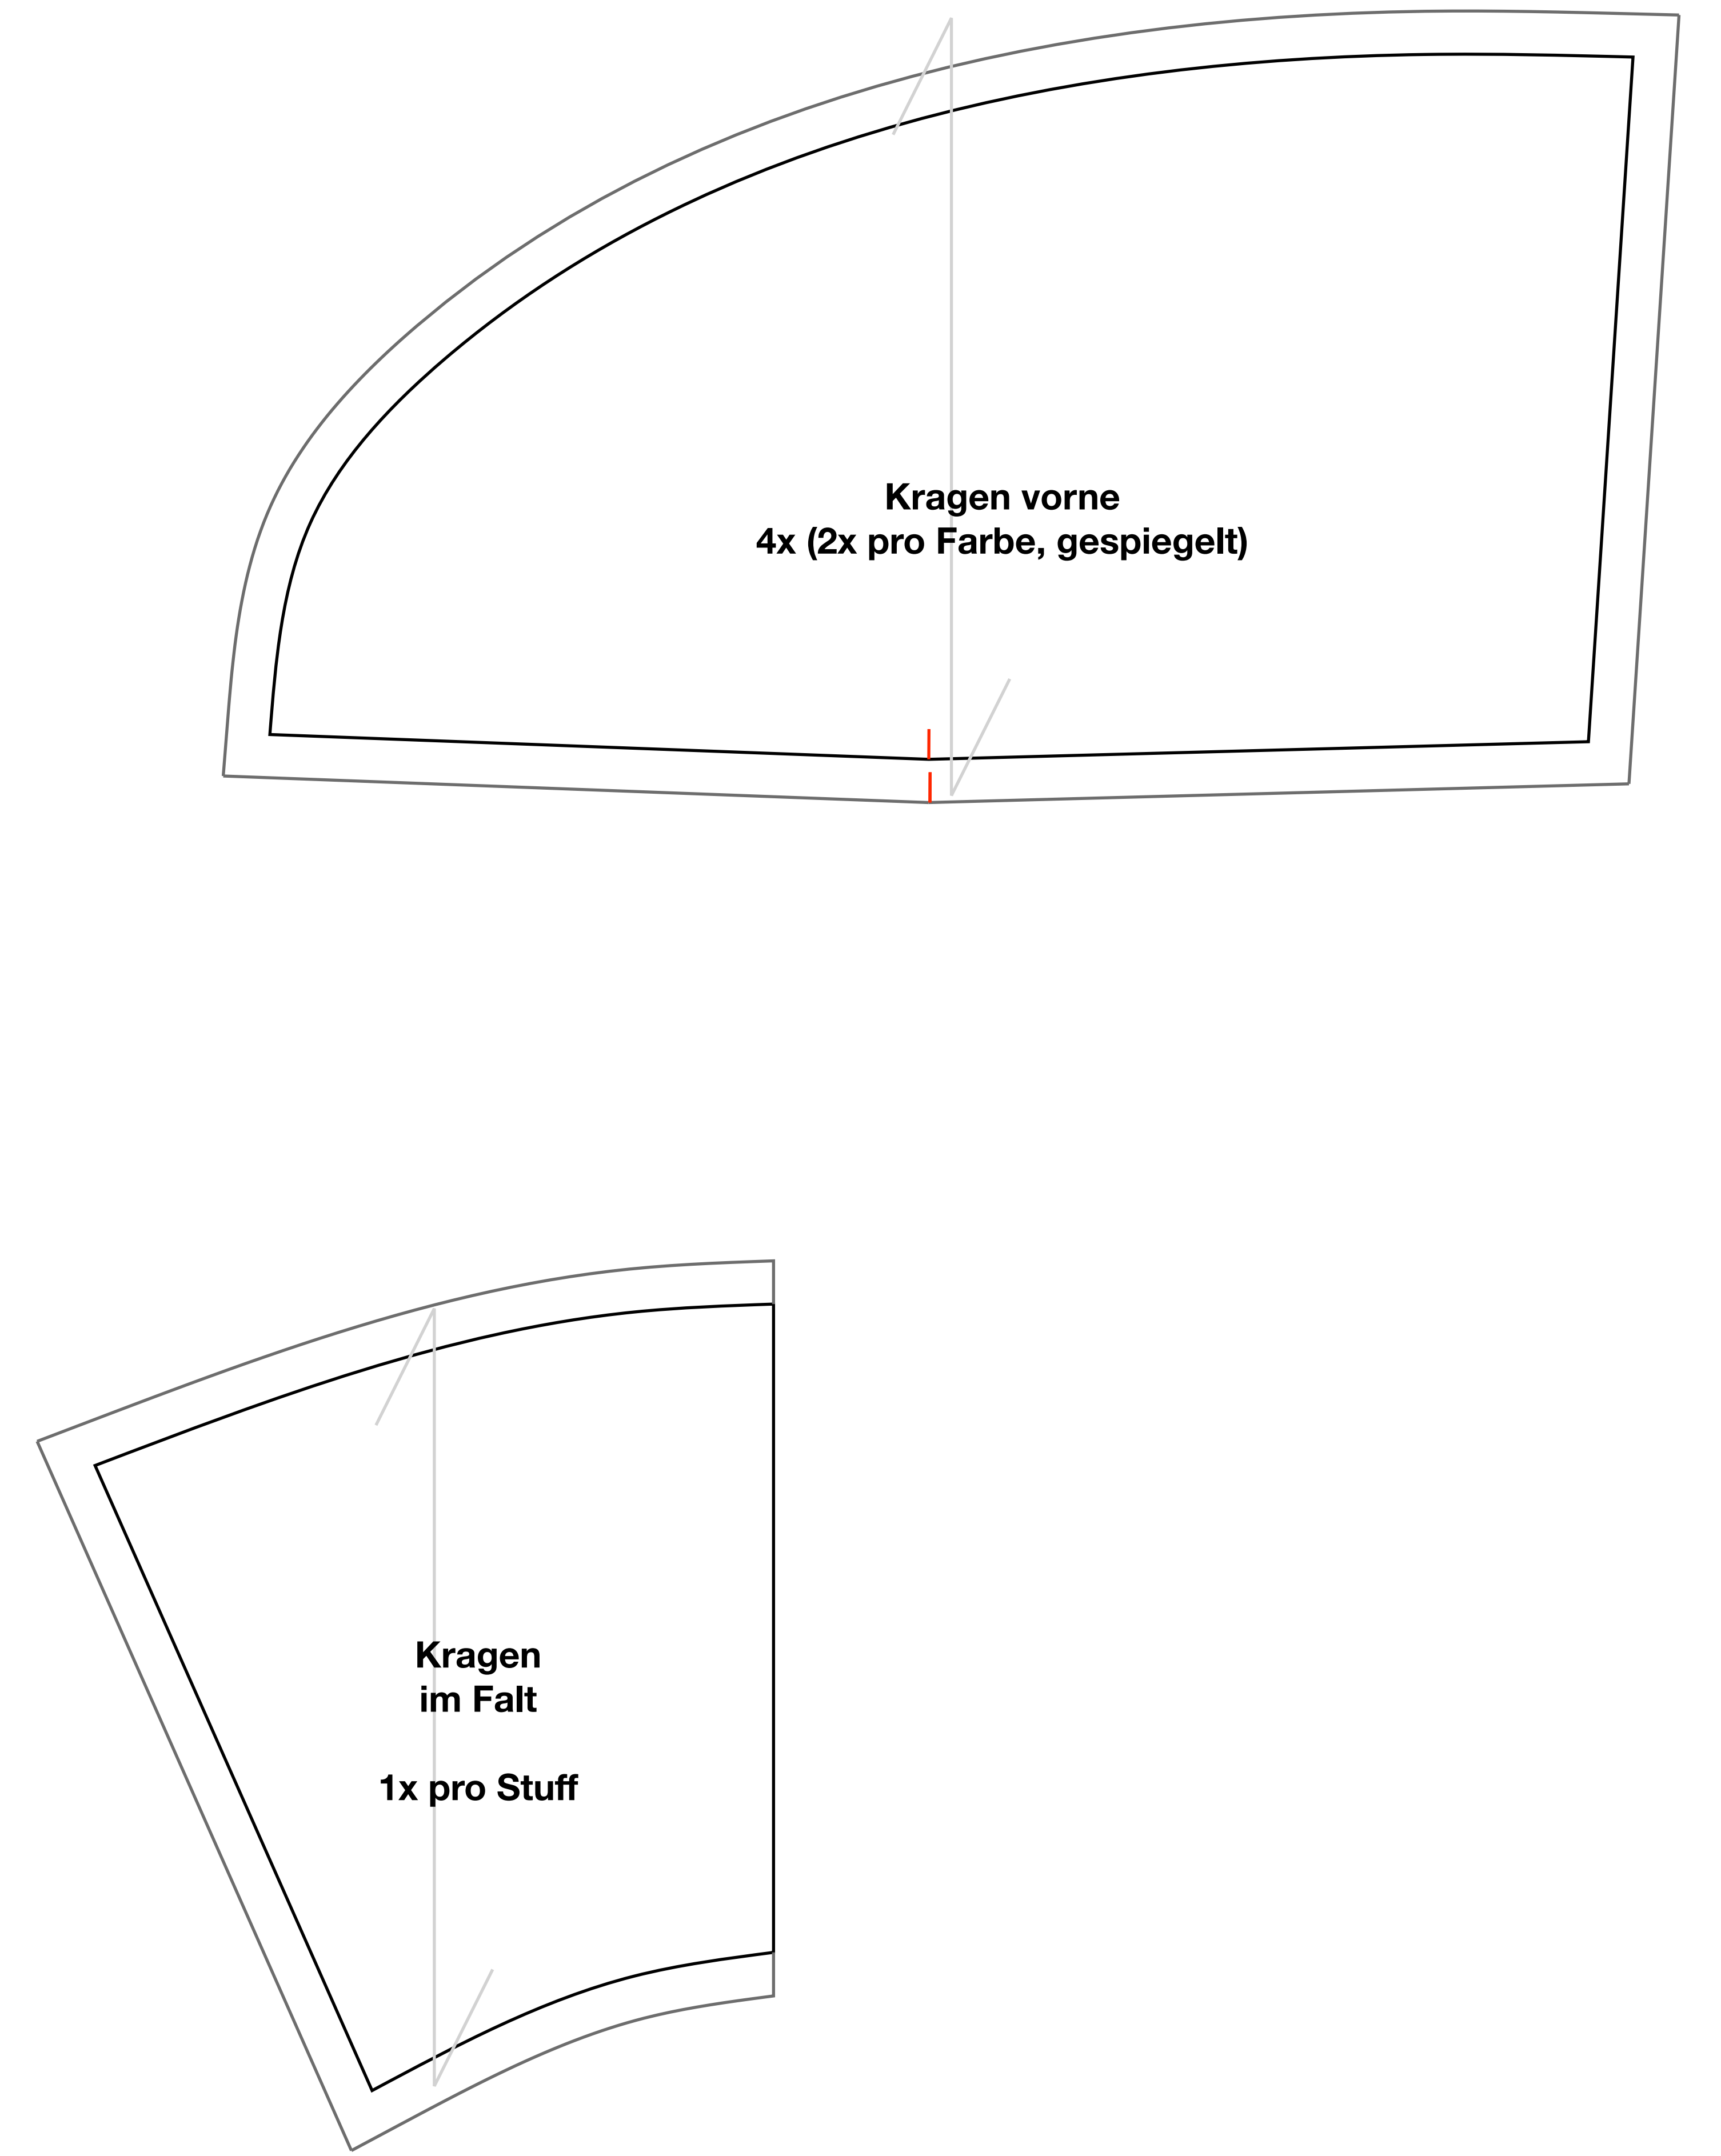 Kragen vorne
4x (2x pro Farbe, gespiegelt)
Kragen
im Falt
1x pro Stuff